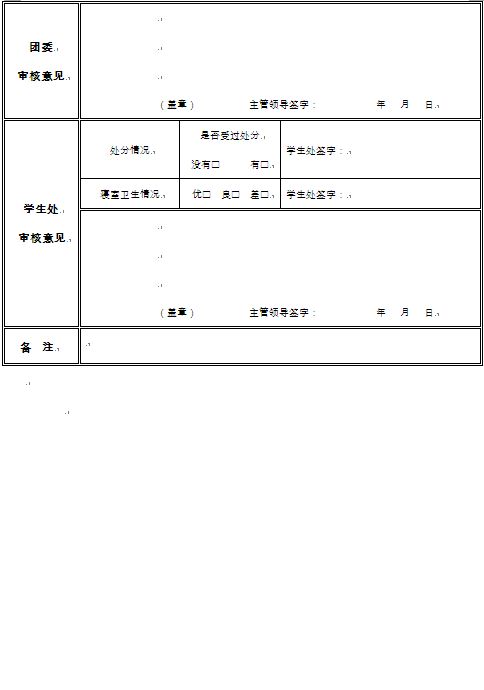 团委
审核意见
（盖章） 主管领导签字： 年 月 日
学生处
审核意见
处分情况
是否受过处分
没有□ 有□
学生处签字：
寝室卫生情况
优□ 良□ 差□
学生处签字：
（盖章） 主管领导签字： 年 月 日
备 注